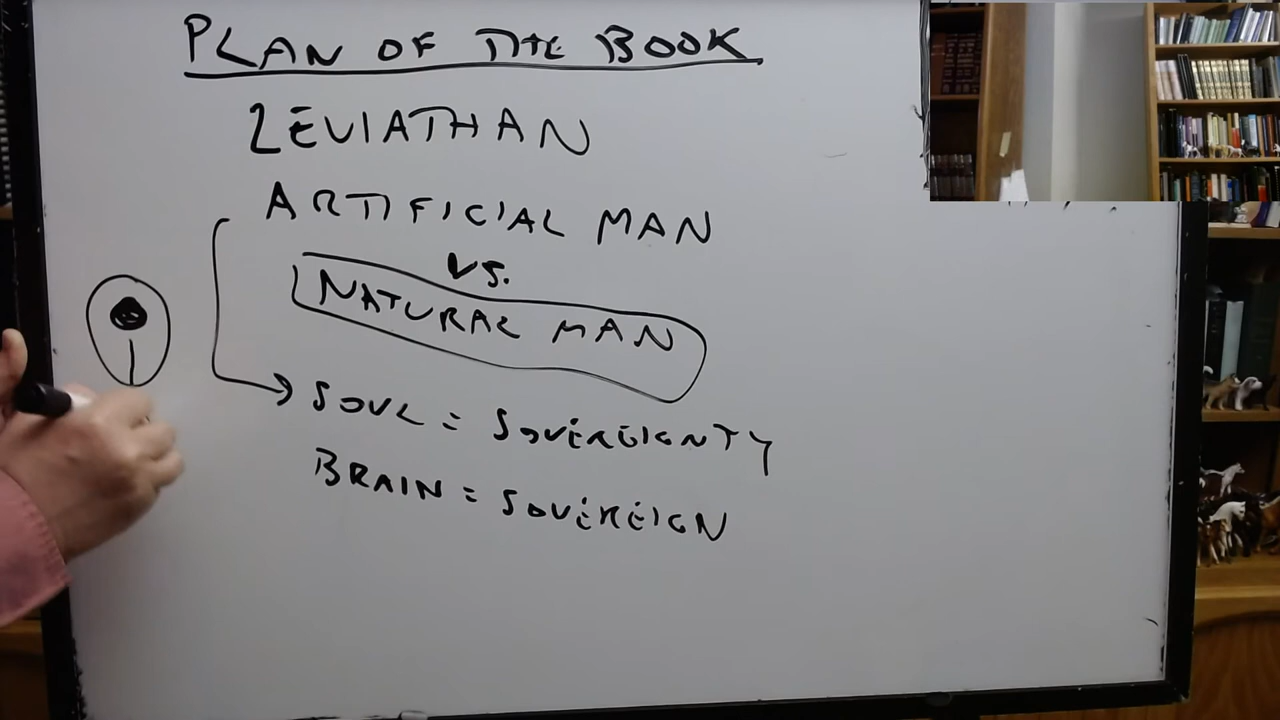 PLAN OF THE BOOK
LEVIATHAN
ARTIFICIAL MAN
VS.
NATURAL MAN
SOUL = SOVEREIGNTY
BRAIN = SOVEREIGN